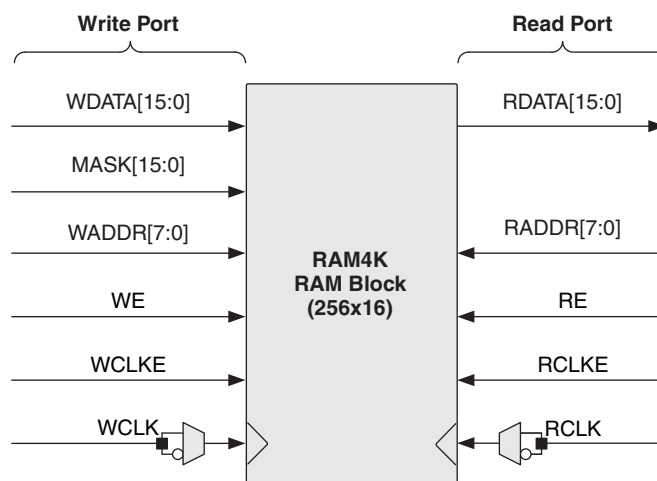 Write Port
Read Port
WDATA[15:0]
RDATA[15:0]
MASK[15:0]
WADDR[7:0]
RADDR[7:0]
RAM4K
RAM Block
(256x16)
WE
RE
WCLKE
RCLKE
WCLK
RCLK